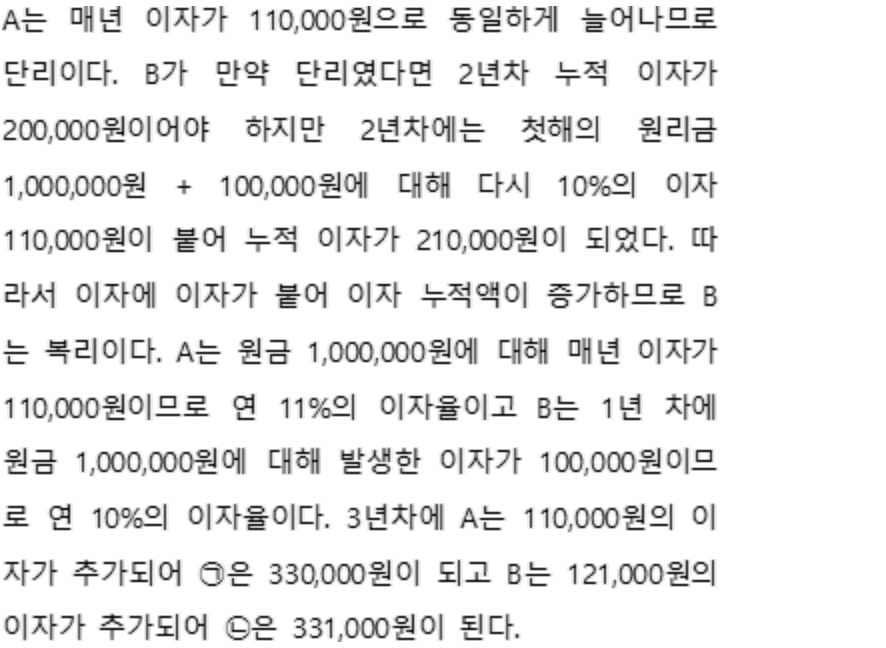 A는 매년 이자가 110,000원으로 동일하게 늘어나므로
단리이다. B가 만약 단리였다면 2년차 누적 이자가
200,000원이어야 하지만 2년차에는 첫해의 원리금
1,000,000원 + 100,000원에 대해 다시 10%의 이자
110,000원이 붙어 누적 이자가 210,000원이 되었다. 따
라서 이자에 이자가 붙어 이자 누적액이 증가하므로 B
는 복리이다. A는 원금 1,000,000원에 대해 매년 이자가
110,000원이므로 연 11%의 이자율이고 B는 1년 차에
원금 1,000,000원에 대해 발생한 이자가 100,000원이므
로 연 10%의 이자율이다. 3년차에 A는 110,000원의 이
자가 추가되어 ㉠은 330,000원이 되고 B는 121,000원의
이자가 추가되어 ㉡은 331,000원이 된다.